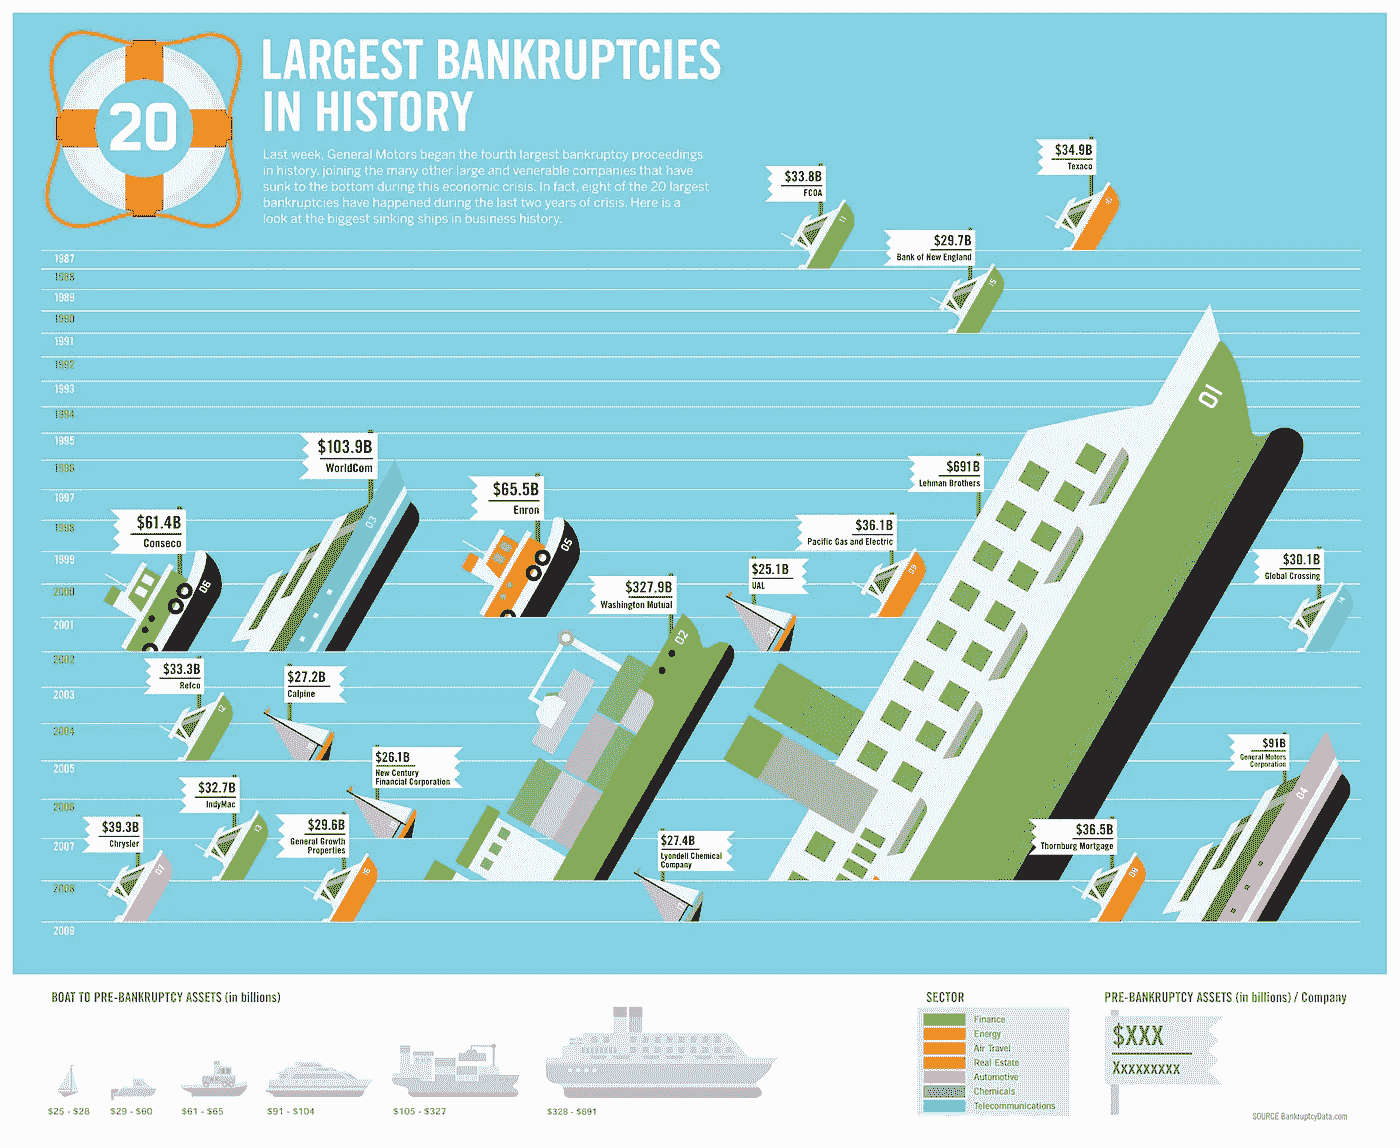 20
LARGEST BANKRUPTCIES
IN HISTORY
Last week, General Motors began the fourth largest bankruptcy proceedings
in history, joining the many other large and venerable companies that have
sunk to the bottom during this economic crisis. In fact, eight of the 20 largest
bankruptcies have happened during the last two years of crisis. Here is a
look at the biggest sinking ships in business history.
$34.9B
Texaco
10
$33.8B
FCOA
11
$29.7B
Bank of New England
15
1987
1988
1989
1990
1991
1992
1993
1994
1995
1996
1997
1998
1999
2000
2001
2002
2003
2004
2005
2006
2007
2008
2009
01
$103.9B
WorldCom
03
$691B
Lehman Brothers
$65.5B
Enron
05
$61.4B
Conseco
06
$36.1B
Pacific Gas and Electric
09
$30.1B
Global Crossing
14
$25.1B
UAL
$327.9B
Washington Mutual
02
$33.3B
Refco
12
$27.2B
Calpine
$91B
General Motors
Corporation
04
$26.1B
New Century
Financial Corporation
$32.7B
IndyMac
13
$39.3B
Chrysler
07
$29.6B
General Growth
Properties
16
$27.4B
Lyondell Chemical
Company
17
$36.5B
Thornburg Mortgage
08
BOAT TO PRE-BANKRUPTCY ASSETS (in billions)
$25 - $28
$29 - $60
$61 - $65
$91 - $104
$105 - $327
$328 - $691
SECTOR
Finance
Energy
Air Travel
Real Estate
Automotive
Chemicals
Telecommunications
PRE-BANKRUPTCY ASSETS (in billions) / Company
$XXX
Xxxxxxxxx
SOURCE BankruptcyData.com